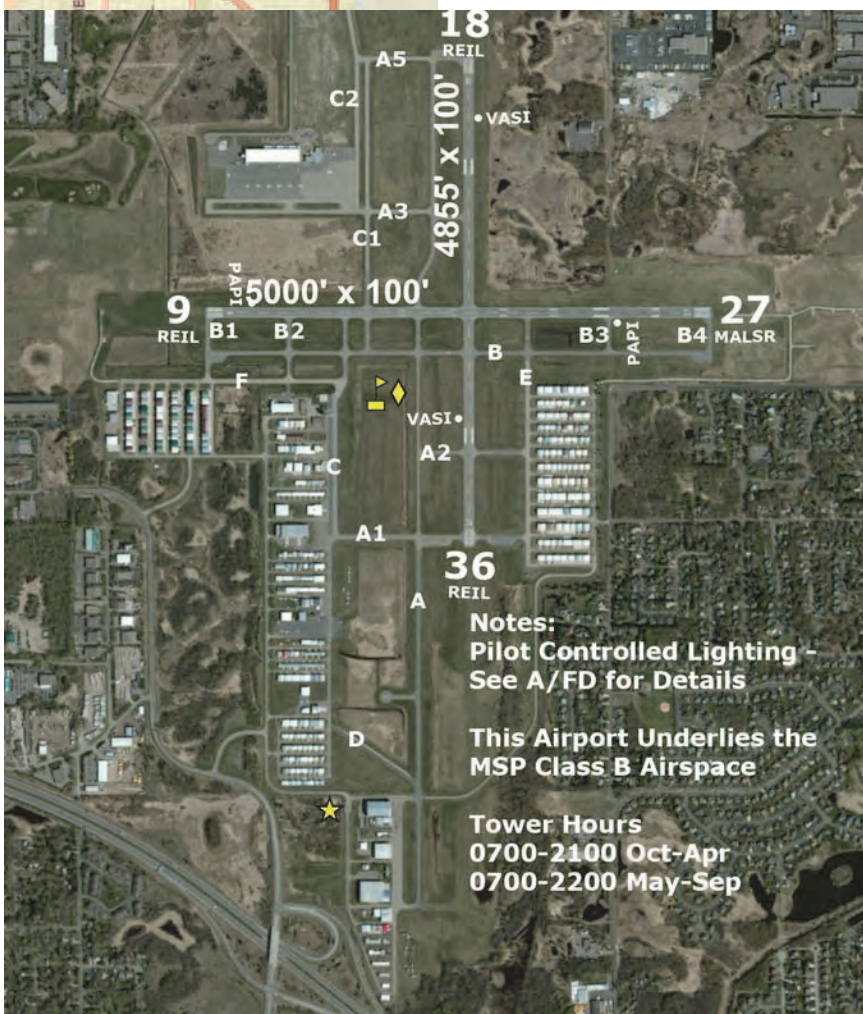 18
REIL
A5
C2
VASI
4855' x 100'
A3
C1
PAPI
5000' x 100'
9
REIL
B1
B2
B
B3
PAPI
B4
27
MALSR
F
E
VASI
C
A2
A1
36
REIL
A
Notes:
Pilot Controlled Lighting -
See A/FD for Details
D
This Airport Underlies the
MSP Class B Airspace
Tower Hours
0700-2100 Oct-Apr
0700-2200 May-Sep